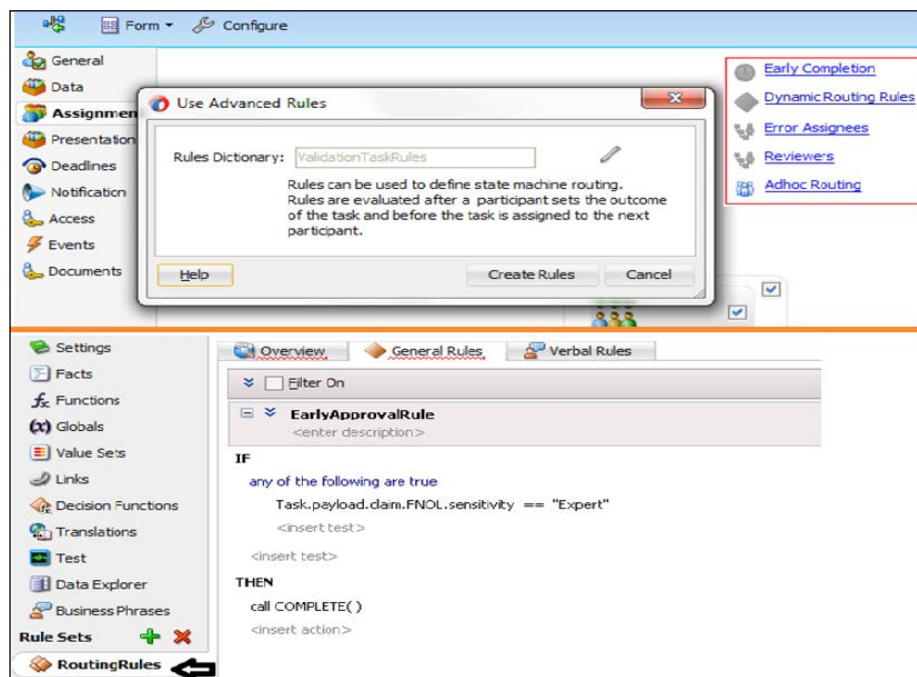 Form
Configure
General
Data
Assignmen
Presentation
Deadlines
Notification
Access
Events
Documents
Use Advanced Rules
Rules Dictionary: ValidationTaskRules
Rules can be used to define state machine routing.
Rules are evaluated after a participant sets the outcome
of the task and before the task is assigned to the next
participant.
Help
Create Rules
Cancel
Early Completion
Dynamic Routing Rules
Error Assignees
Reviewers
Adhoc Routing
Settings
Facts
Functions
Globals
Value Sets
Links
Decision Functions
Translations
Test
Data Explorer
Business Phrases
Rule Sets
RoutingRules
Overview
General Rules
Verbal Rules
Filter On
EarlyApprovalRule
<enter description>
IF
any of the following are true
Task.payload.claim.FNOL.sensitivity == "Expert"
<insert test>
<insert test>
THEN
call COMPLETE( )
<insert action>